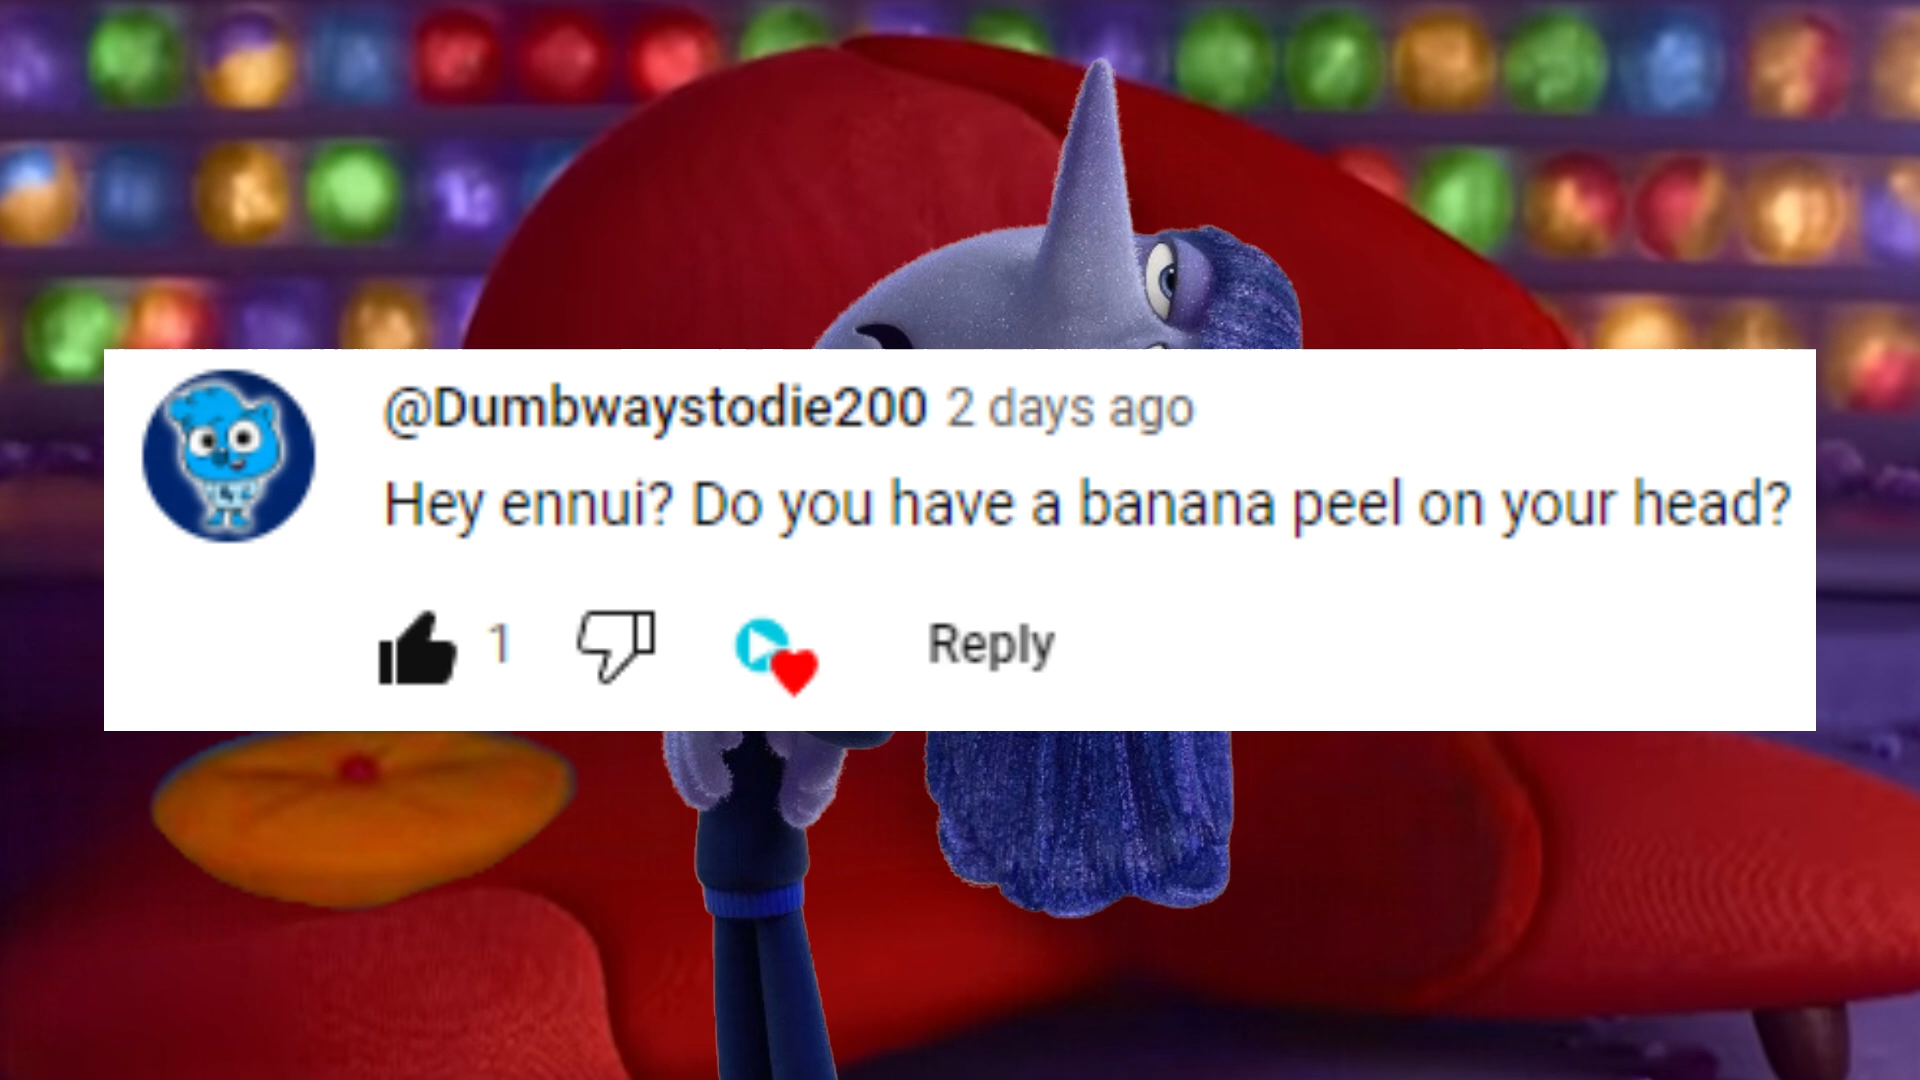 @Dumbwaystodie200 2 days ago
Hey ennui? Do you have a banana peel on your head?
1
Reply